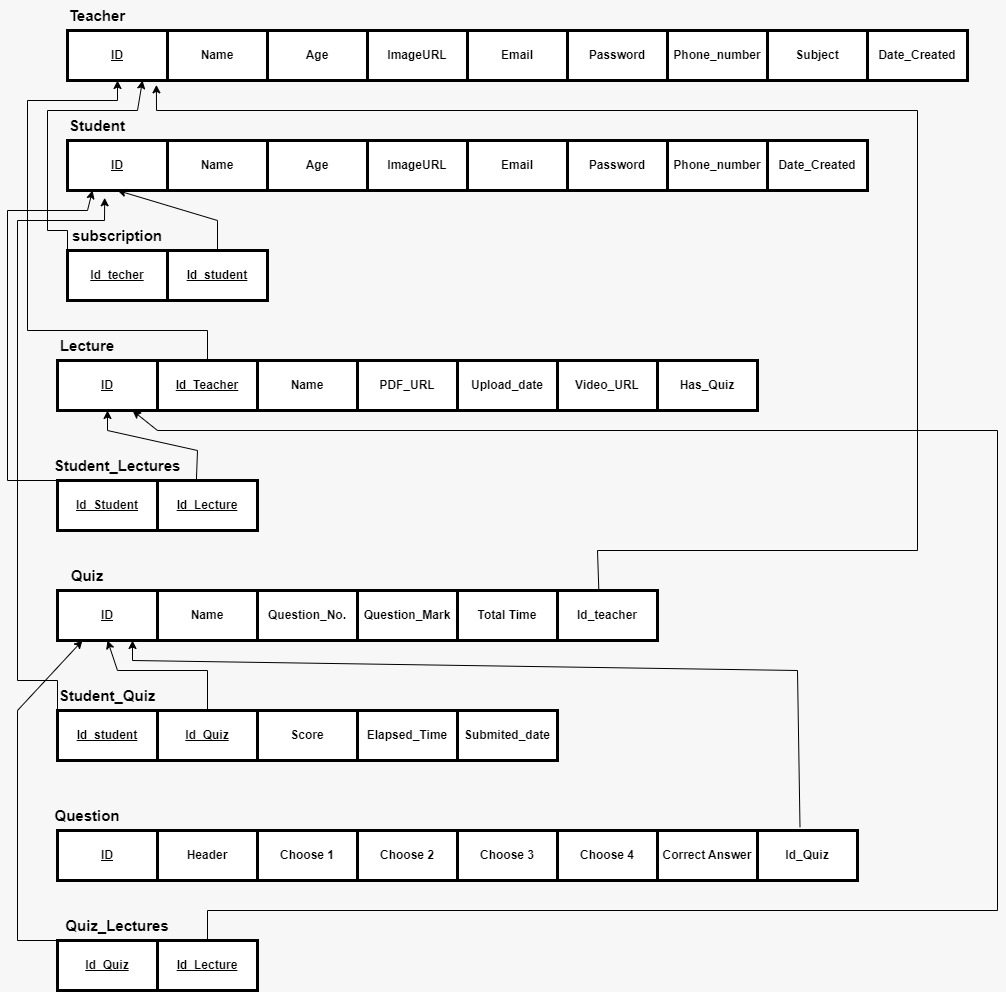 Teacher
ID Name Age ImageURL Email Password Phone_number Subject Date_Created
Student
ID Name Age ImageURL Email Password Phone_number Date_Created
subscription
Id_techer Id_student
Lecture
ID Id_Teacher Name PDF_URL Upload_date Video_URL Has_Quiz
Student_Lectures
Id_Student Id_Lecture
Quiz
ID Name Question_No. Question_Mark Total Time Id_teacher
Student_Quiz
Id_student Id_Quiz Score Elapsed_Time Submited_date
Question
ID Header Choose 1 Choose 2 Choose 3 Choose 4 Correct Answer Id_Quiz
Quiz_Lectures
Id_Quiz Id_Lecture